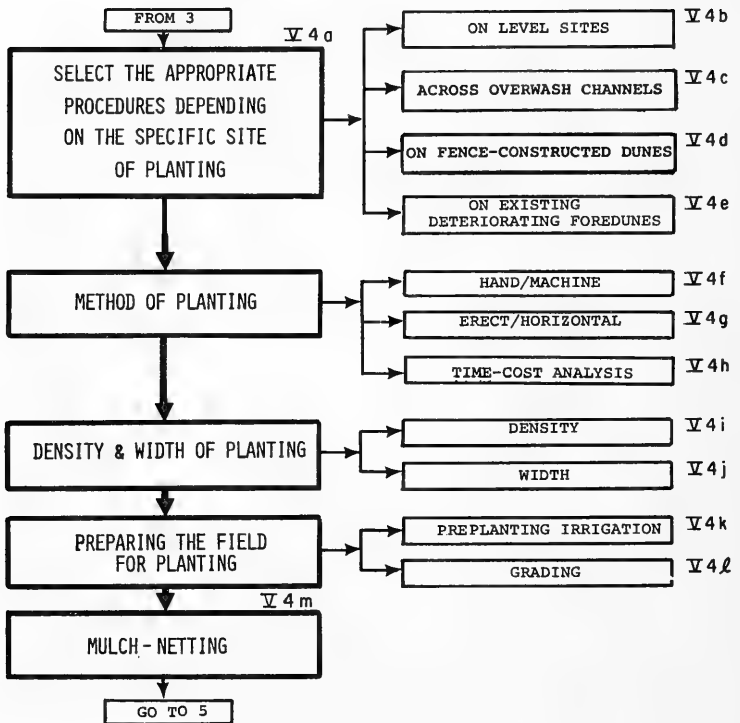 FROM 3
V 4a
SELECT THE APPROPRIATE
PROCEDURES DEPENDING
ON THE SPECIFIC SITE
OF PLANTING
ON LEVEL SITES
V 4b
ACROSS OVERWASH CHANNELS
V 4c
ON FENCE-CONSTRUCTED DUNES
V 4d
ON EXISTING
DETERIORATING FOREDUNES
V 4e
METHOD OF PLANTING
HAND/MACHINE
V 4f
ERECT/HORIZONTAL
V 4g
TIME-COST ANALYSIS
V 4h
DENSITY & WIDTH OF PLANTING
DENSITY
V 4i
WIDTH
V 4j
PREPARING THE FIELD
FOR PLANTING
PREPLANTING IRRIGATION
V 4k
GRADING
V 4l
V 4m
MULCH-NETTING
GO TO 5